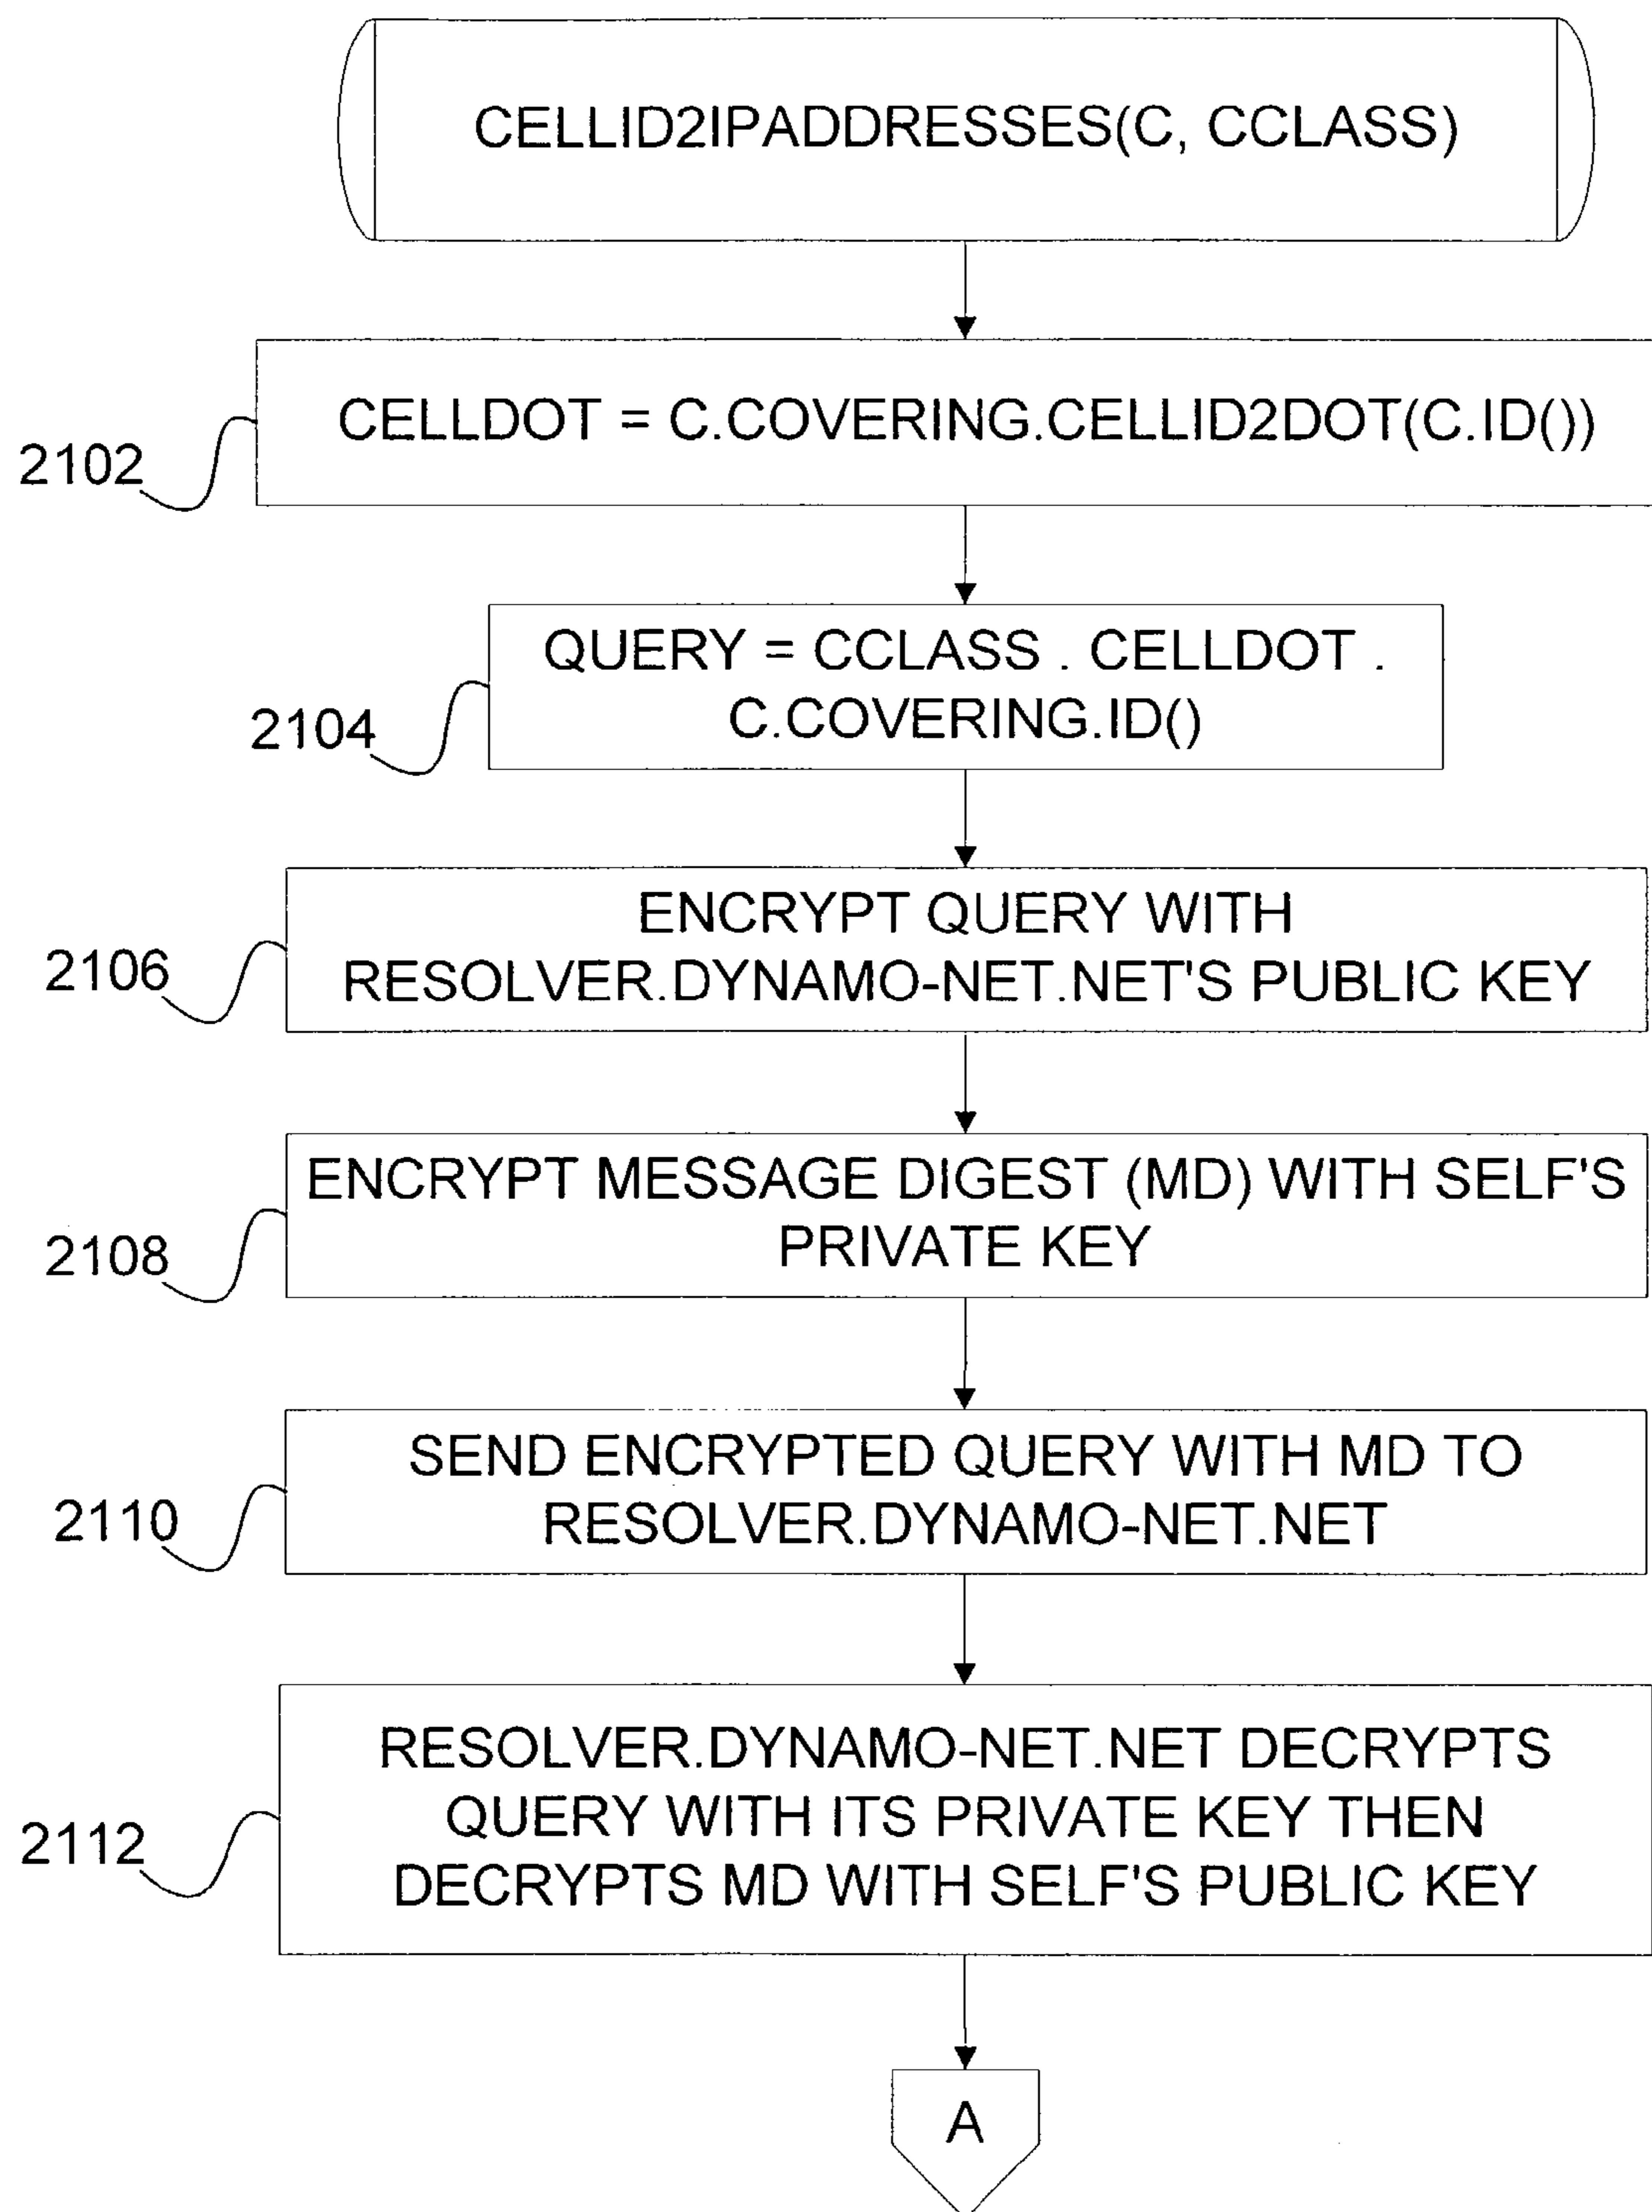 CELLID2IPADDRESSES(C, CCLASS)
CELLDOT = C.COVERING.CELLID2DOT(C.ID())
2102
QUERY = CCLASS . CELLDOT .
C.COVERING.ID()
2104
ENCRYPT QUERY WITH
RESOLVER.DYNAMO-NET.NET'S PUBLIC KEY
2106
ENCRYPT MESSAGE DIGEST (MD) WITH SELF'S
PRIVATE KEY
2108
SEND ENCRYPTED QUERY WITH MD TO
RESOLVER.DYNAMO-NET.NET
2110
RESOLVER.DYNAMO-NET.NET DECRYPTS
QUERY WITH ITS PRIVATE KEY THEN
DECRYPTS MD WITH SELF'S PUBLIC KEY
2112
A